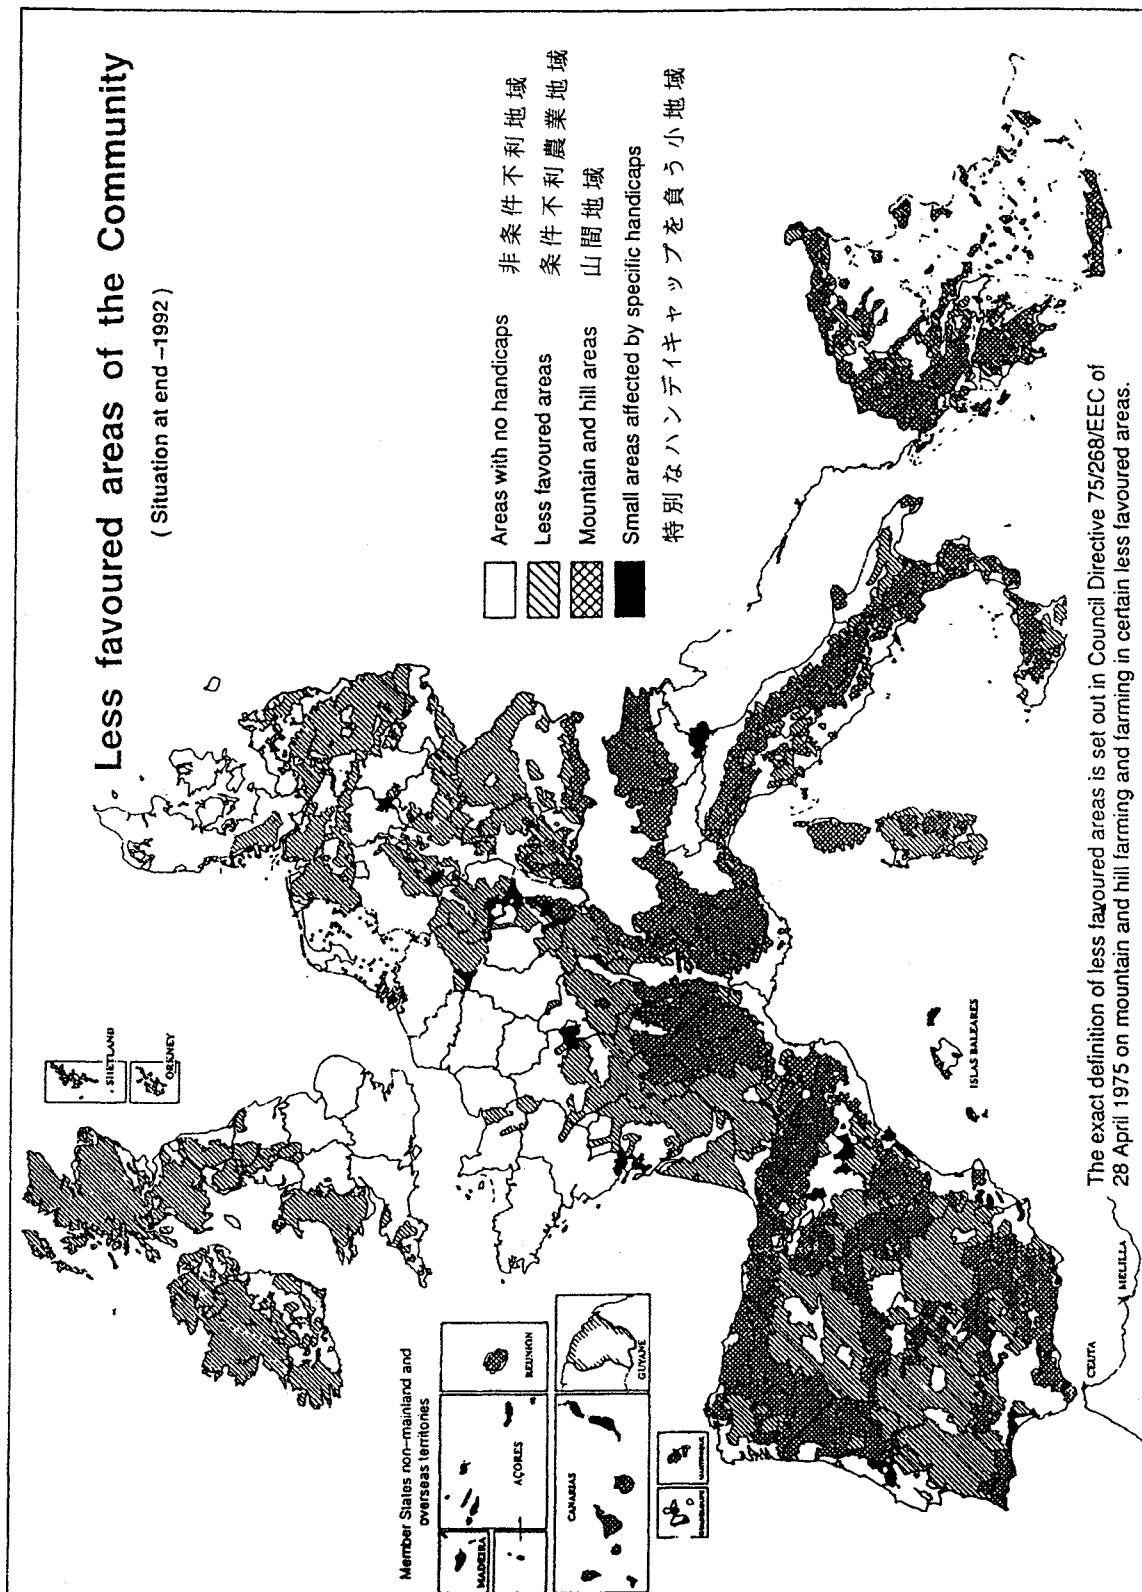 Less favoured areas of the Community
( Situation at end –1992 )
Areas with no handicaps 非条件不利地域
Less favoured areas 条件不利農業地域
Mountain and hill areas 山間地域
Small areas affected by specific handicaps
特別なハンデイキャップを負う小地域
SHETLAND
ORKNEY
Member States non–mainland and
overseas territories
MADEIRA
AÇORES
REUNION
CANARIAS
GUYANE
GUADELOUPE
MARTINIQUE
ISLAS BALEARES
CEUTA
MELILLA
The exact definition of less favoured areas is set out in Council Directive 75/268/EEC of
28 April 1975 on mountain and hill farming and farming in certain less favoured areas.